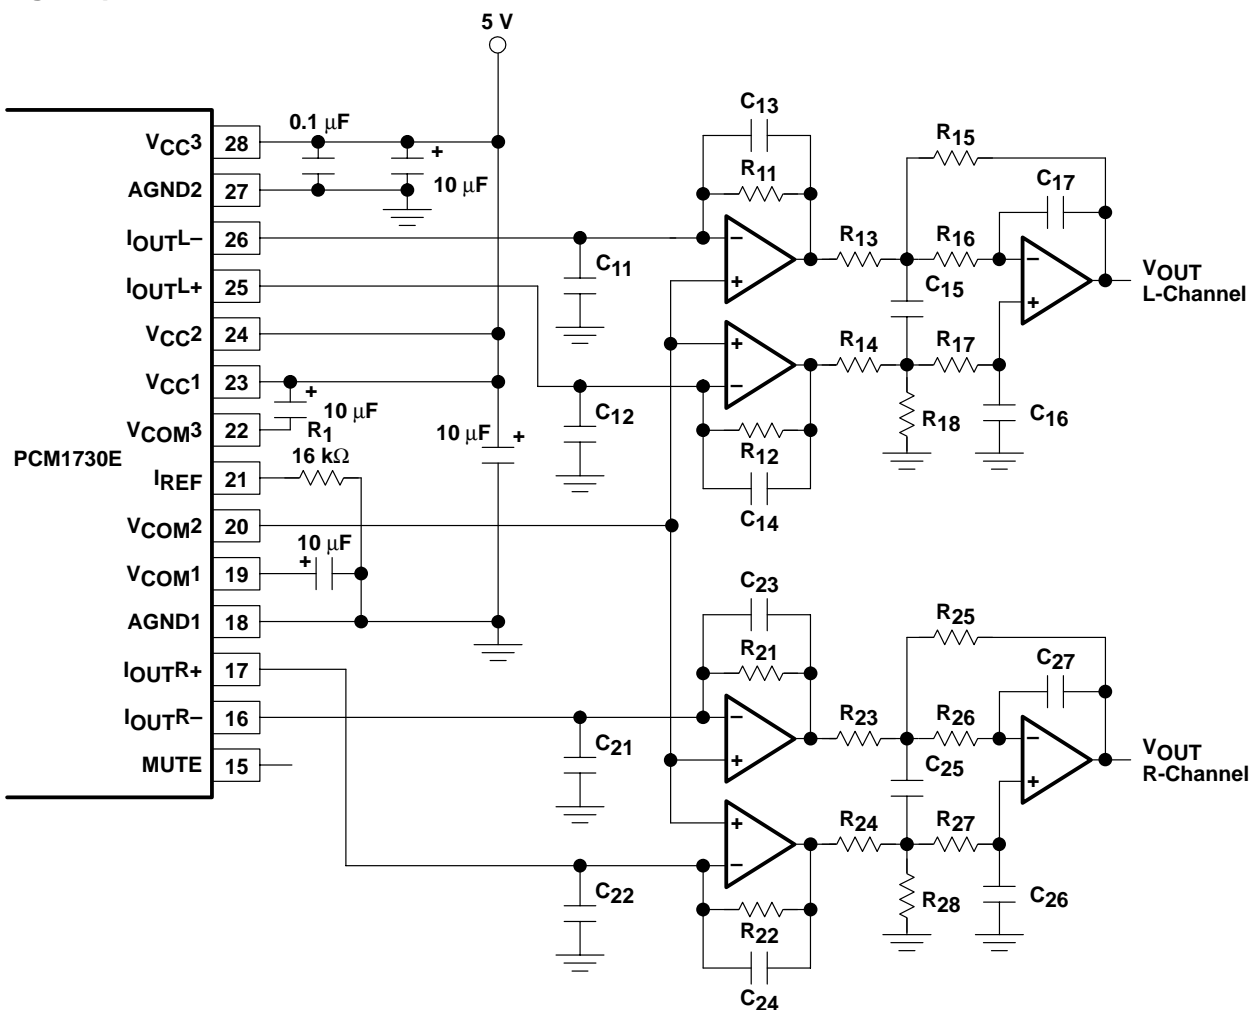 5 V
PCM1730E
VCC3 28
AGND2 27
IOUTL– 26
IOUTL+ 25
VCC2 24
VCC1 23
VCOM3 22
IREF 21
VCOM2 20
VCOM1 19
AGND1 18
IOUTR+ 17
IOUTR– 16
MUTE 15
0.1 µF
+
10 µF
+
10 µF
R1
16 kΩ
10 µF
+
10 µF
+
C11
C12
C13
R11
–
+
+
–
R12
C14
R13
R14
R15
C15
R16
R17
R18
C16
C17
–
+
VOUT
L-Channel
C21
C22
C23
R21
–
+
+
–
R22
C24
R23
R24
R25
C25
R26
R27
R28
C26
C27
–
+
VOUT
R-Channel